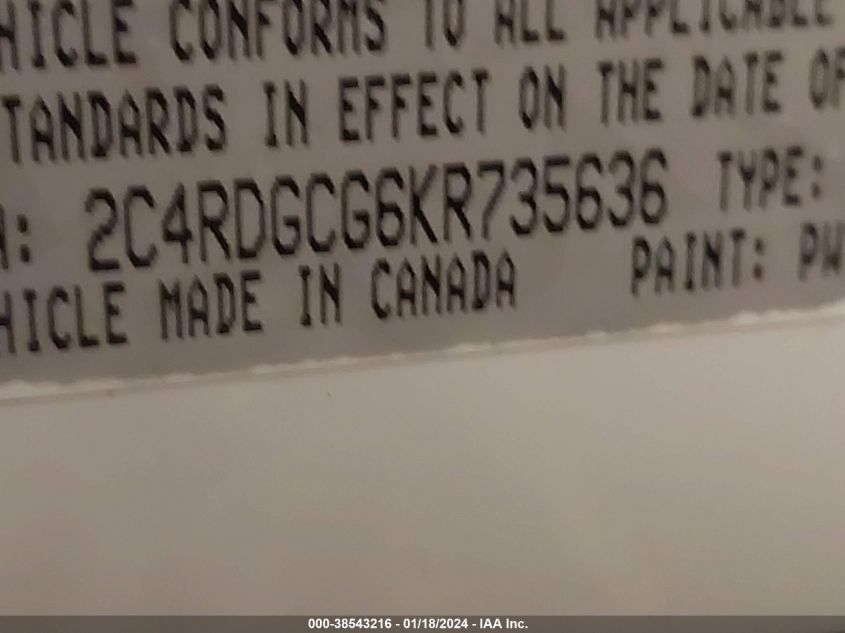 HICLE CONFORMS TO ALL APPLICABLE
STANDARDS IN EFFECT ON THE DATE OF
: 2C4RDGCG6KR735636 TYPE:
HICLE MADE IN CANADA PAINT: PW
000-38543216 - 01/18/2024 - IAA Inc.